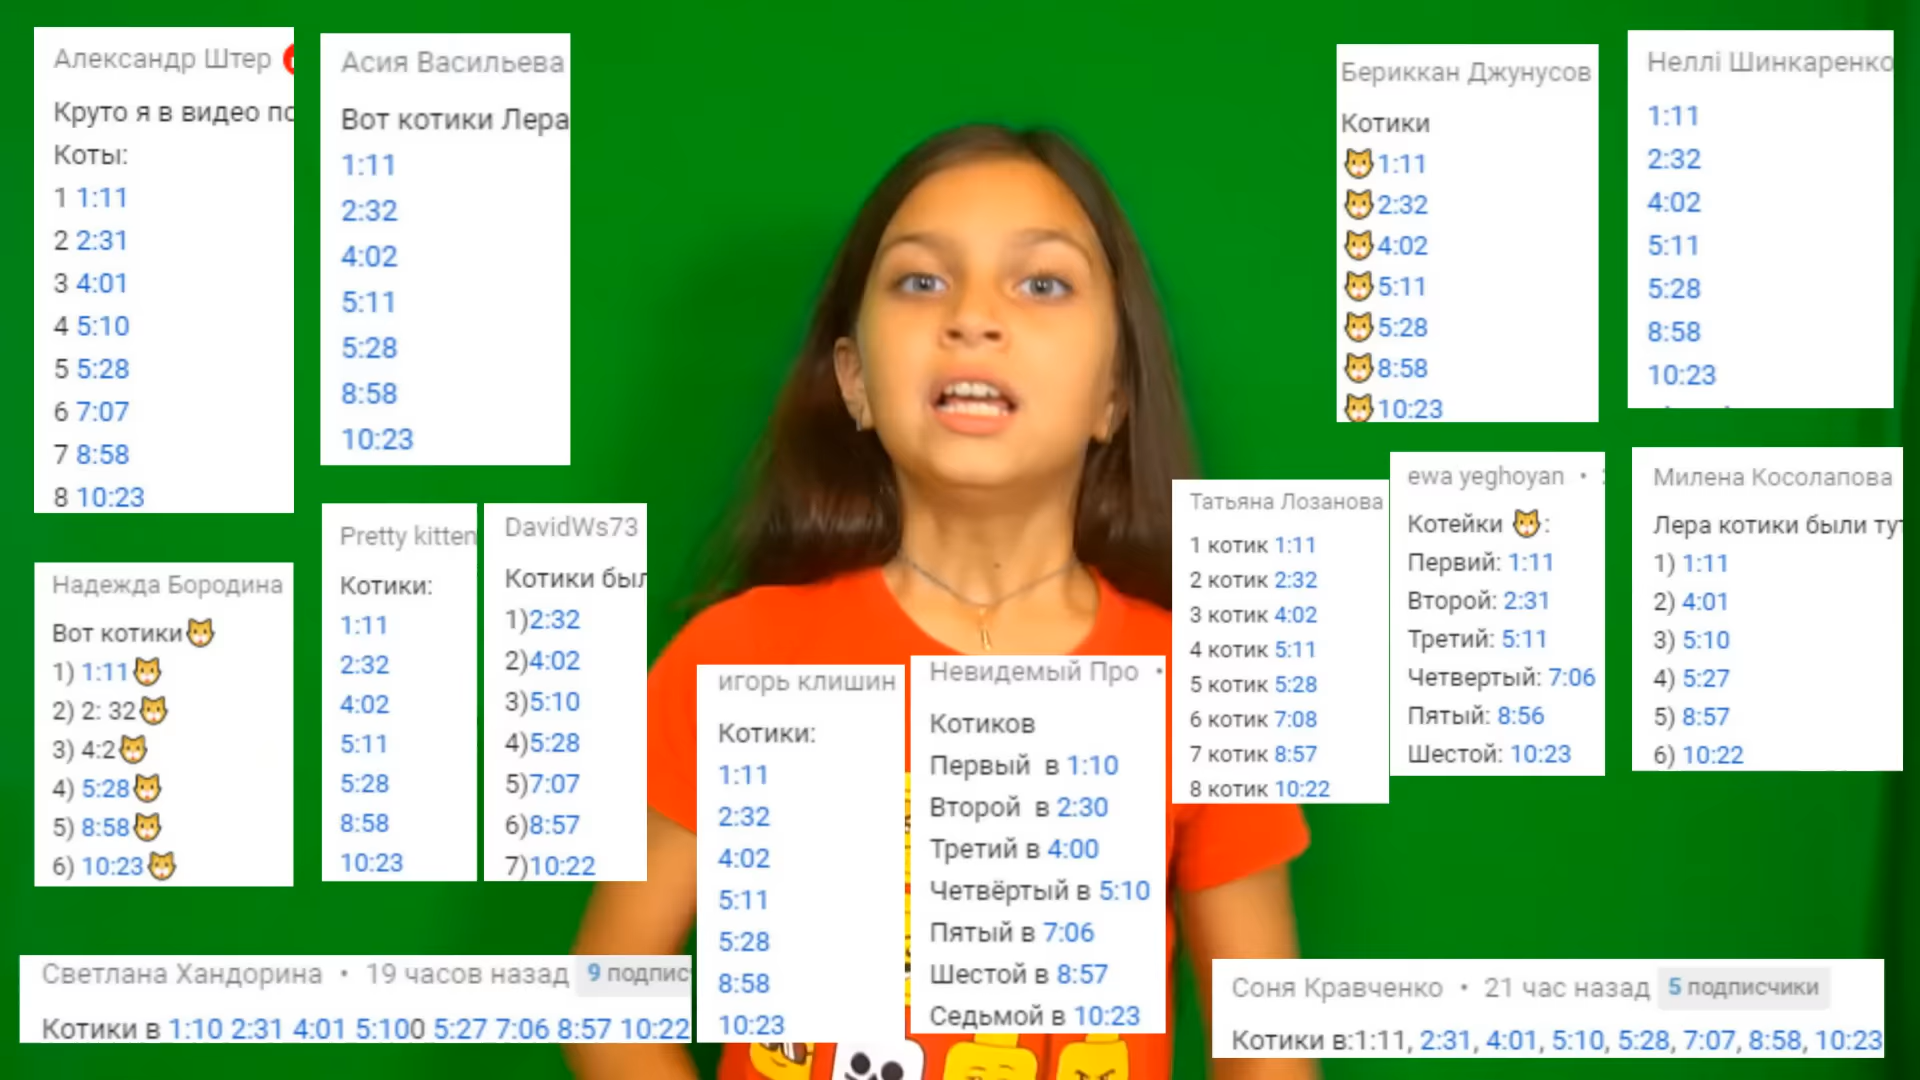 Александр Штер
Круто я в видео по
Коты:
1 1:11
2 2:31
3 4:01
4 5:10
5 5:28
6 7:07
7 8:58
8 10:23
Асия Васильева
Вот котики Лера
1:11
2:32
4:02
5:11
5:28
8:58
10:23
Бериккан Джунусов
Котики
🐱1:11
🐱2:32
🐱4:02
🐱5:11
🐱5:28
🐱8:58
🐱10:23
Неллі Шинкаренко
1:11
2:32
4:02
5:11
5:28
8:58
10:23
Надежда Бородина
Вот котики🐱
1) 1:11🐱
2) 2: 32🐱
3) 4:2🐱
4) 5:28🐱
5) 8:58🐱
6) 10:23🐱
Pretty kitten
Котики:
1:11
2:32
4:02
5:11
5:28
8:58
10:23
DavidWs73
Котики был
1)2:32
2)4:02
3)5:10
4)5:28
5)7:07
6)8:57
7)10:22
игорь клишин
Котики:
1:11
2:32
4:02
5:11
5:28
8:58
10:23
Невидемый Про •
Котиков
Первый в 1:10
Второй в 2:30
Третий в 4:00
Четвёртый в 5:10
Пятый в 7:06
Шестой в 8:57
Седьмой в 10:23
Татьяна Лозанова
1 котик 1:11
2 котик 2:32
3 котик 4:02
4 котик 5:11
5 котик 5:28
6 котик 7:08
7 котик 8:57
8 котик 10:22
ewa yeghoyan •
Котейки 🐱:
Первий: 1:11
Второй: 2:31
Третий: 5:11
Четвертый: 7:06
Пятый: 8:56
Шестой: 10:23
Милена Косолапова
Лера котики были тут
1) 1:11
2) 4:01
3) 5:10
4) 5:27
5) 8:57
6) 10:22
Светлана Хандорина • 19 часов назад 9 подпис
Котики в 1:10 2:31 4:01 5:100 5:27 7:06 8:57 10:22
Соня Кравченко • 21 час назад 5 подписчики
Котики в:1:11, 2:31, 4:01, 5:10, 5:28, 7:07, 8:58, 10:23